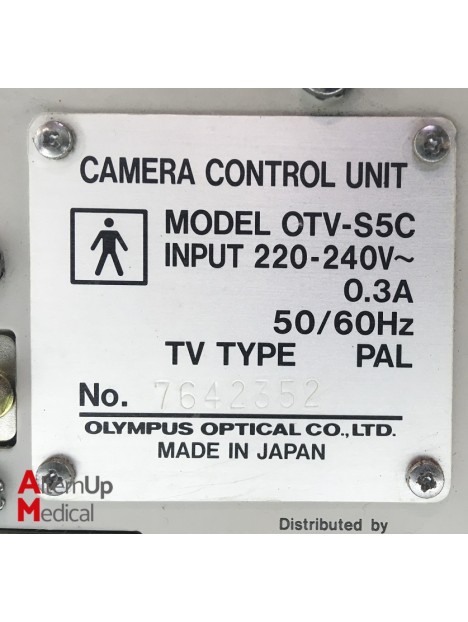 CAMERA CONTROL UNIT
MODEL OTV-S5C
INPUT 220-240V~
0.3A
50/60Hz
TV TYPE PAL
No. 7642352
OLYMPUS OPTICAL CO.,LTD.
MADE IN JAPAN
AlternUp
Medical
Distributed by